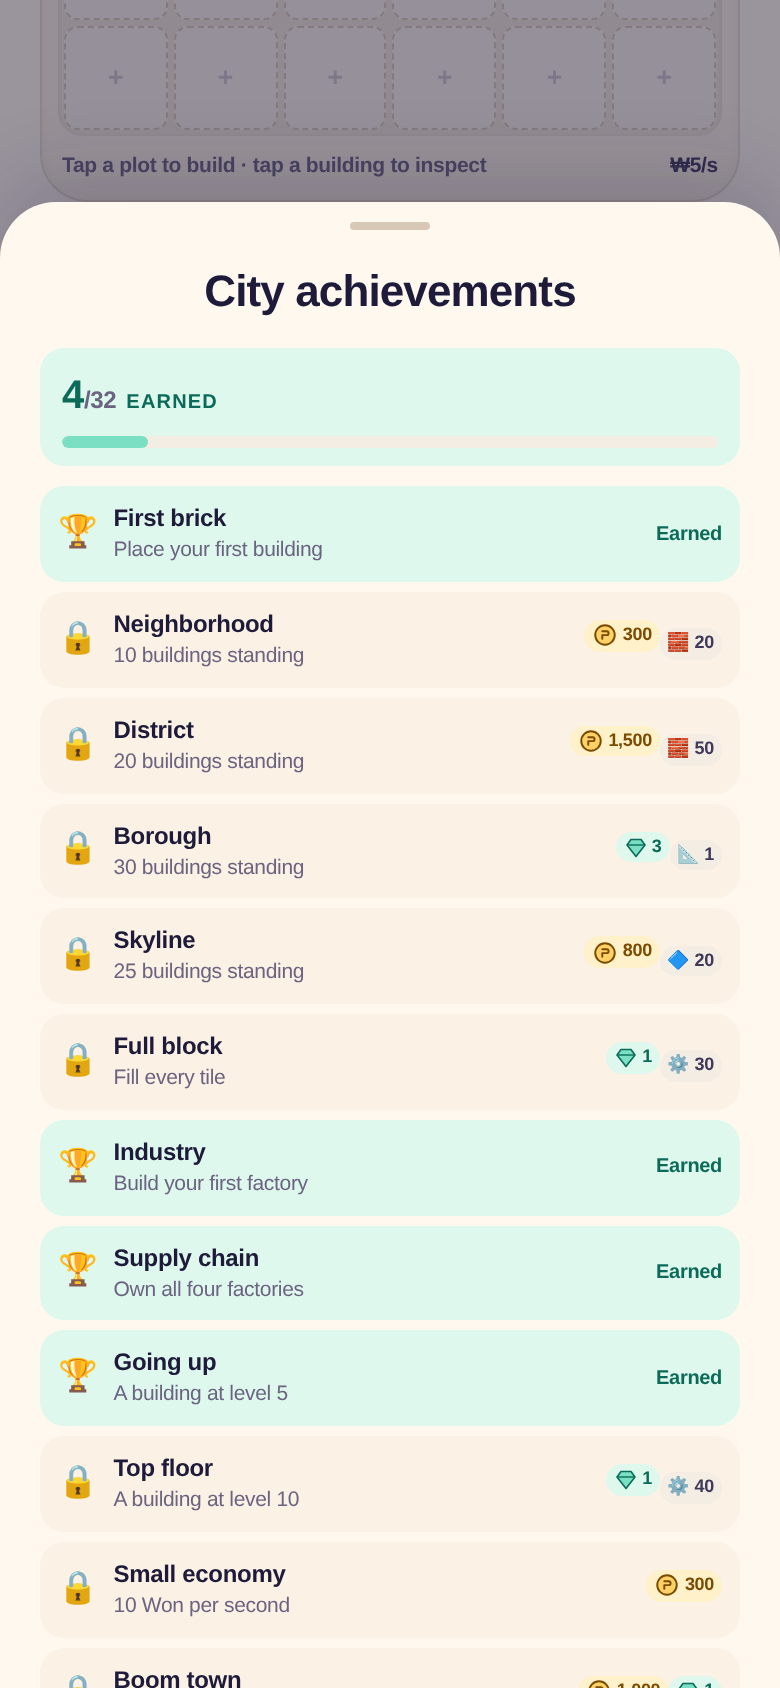 + + + + + +
Tap a plot to build · tap a building to inspect ₩5/s
City achievements
4/32 EARNED
First brick
Place your first building
Earned
Neighborhood
10 buildings standing
300 20
District
20 buildings standing
1,500 50
Borough
30 buildings standing
3 1
Skyline
25 buildings standing
800 20
Full block
Fill every tile
1 30
Industry
Build your first factory
Earned
Supply chain
Own all four factories
Earned
Going up
A building at level 5
Earned
Top floor
A building at level 10
1 40
Small economy
10 Won per second
300
Boom town
1,000 1